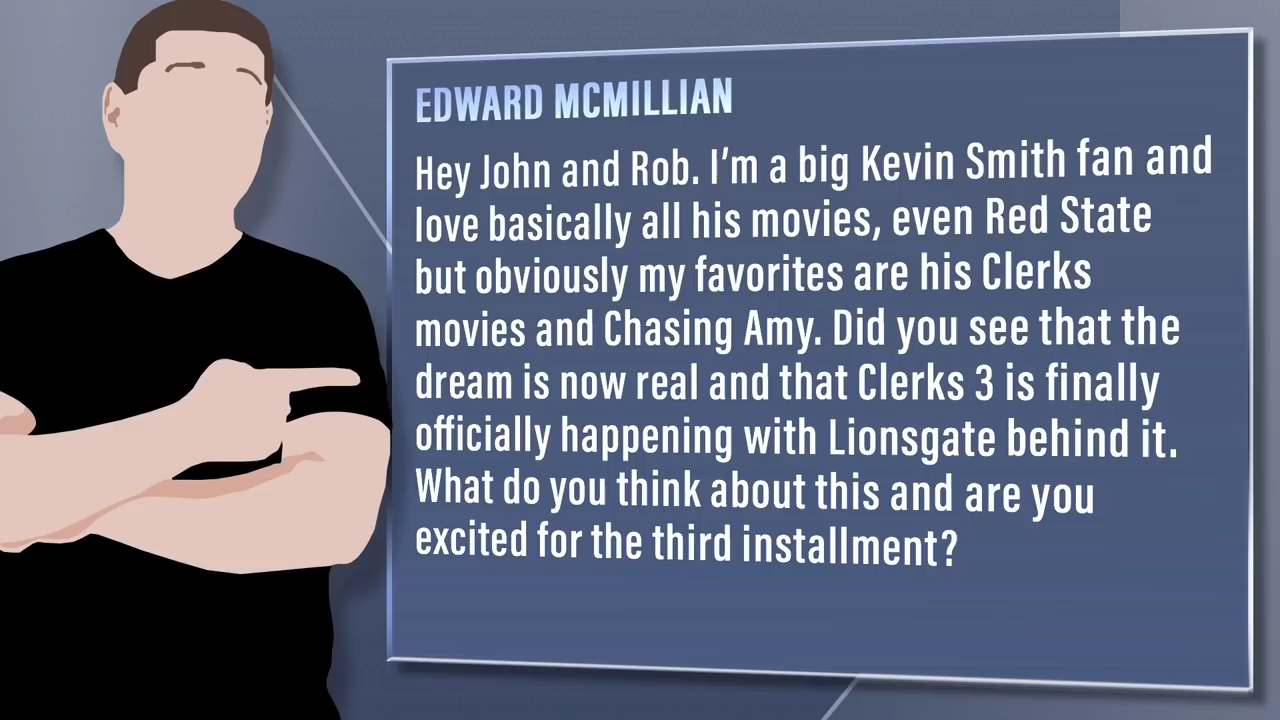 EDWARD MCMILLIAN
Hey John and Rob. I'm a big Kevin Smith fan and
love basically all his movies, even Red State
but obviously my favorites are his Clerks
movies and Chasing Amy. Did you see that the
dream is now real and that Clerks 3 is finally
officially happening with Lionsgate behind it.
What do you think about this and are you
excited for the third installment?